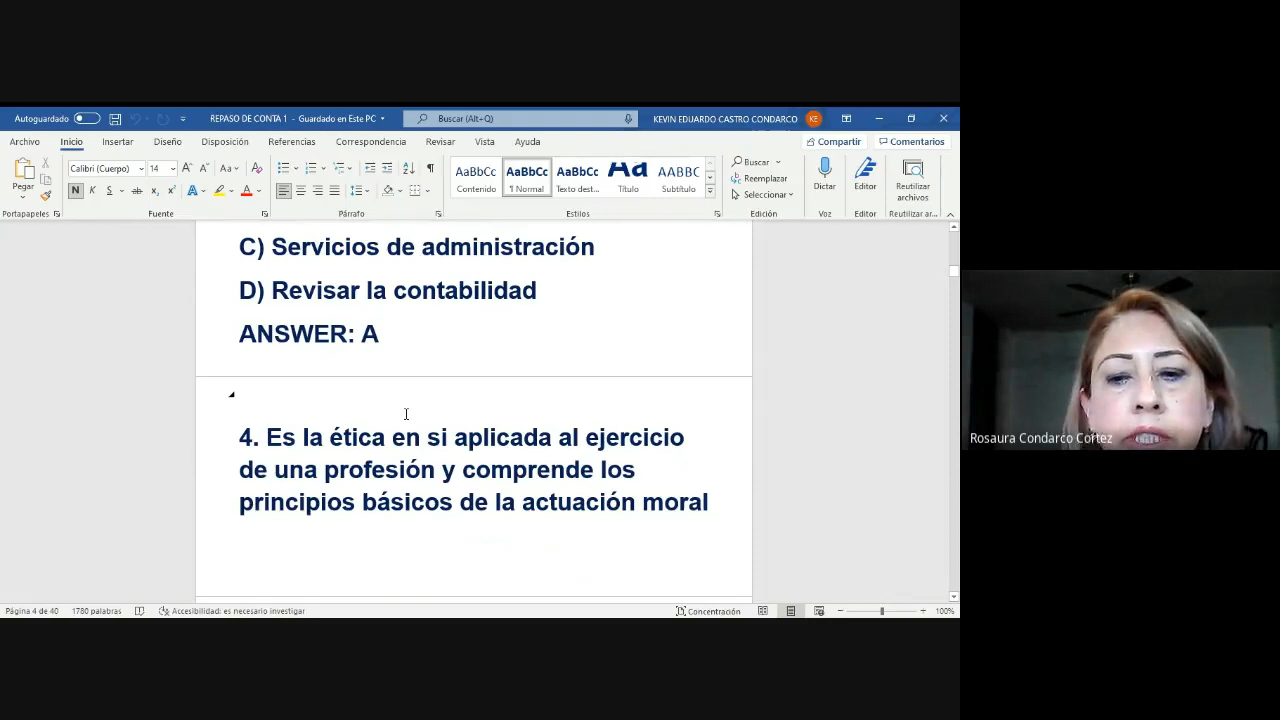 Autoguardado
REPASO DE CONTA 1 - Guardado en Este PC
Buscar (Alt+Q)
KEVIN EDUARDO CASTRO CONDARCO
KE
Archivo Inicio Insertar Diseño Disposición Referencias Correspondencia Revisar Vista Ayuda
Compartir Comentarios
Pegar
Calibri (Cuerpo) 14
AaBbCc AaBbCc AaBbCc Aa AABBC
Contenido ¶ Normal Texto dest... Título Subtítulo
Buscar
Reemplazar
Seleccionar
Dictar
Editor
Reutilizar archivos
Portapapeles Fuente Párrafo Estilos Edición Voz Editor Reutilizar ar...
C) Servicios de administración
D) Revisar la contabilidad
ANSWER: A
4. Es la ética en si aplicada al ejercicio
de una profesión y comprende los
principios básicos de la actuación moral
Rosaura Condarco Cortez
Página 4 de 40 1780 palabras Accesibilidad: es necesario investigar
Concentración 100%